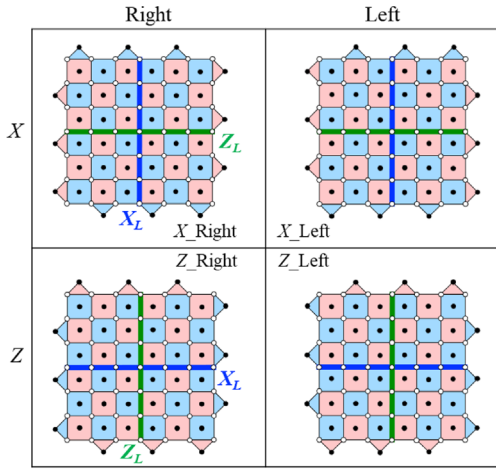 Right
Left
X
Z_L
X_L
X_Right
X_Left
Z_Right
Z_Left
Z
X_L
Z_L